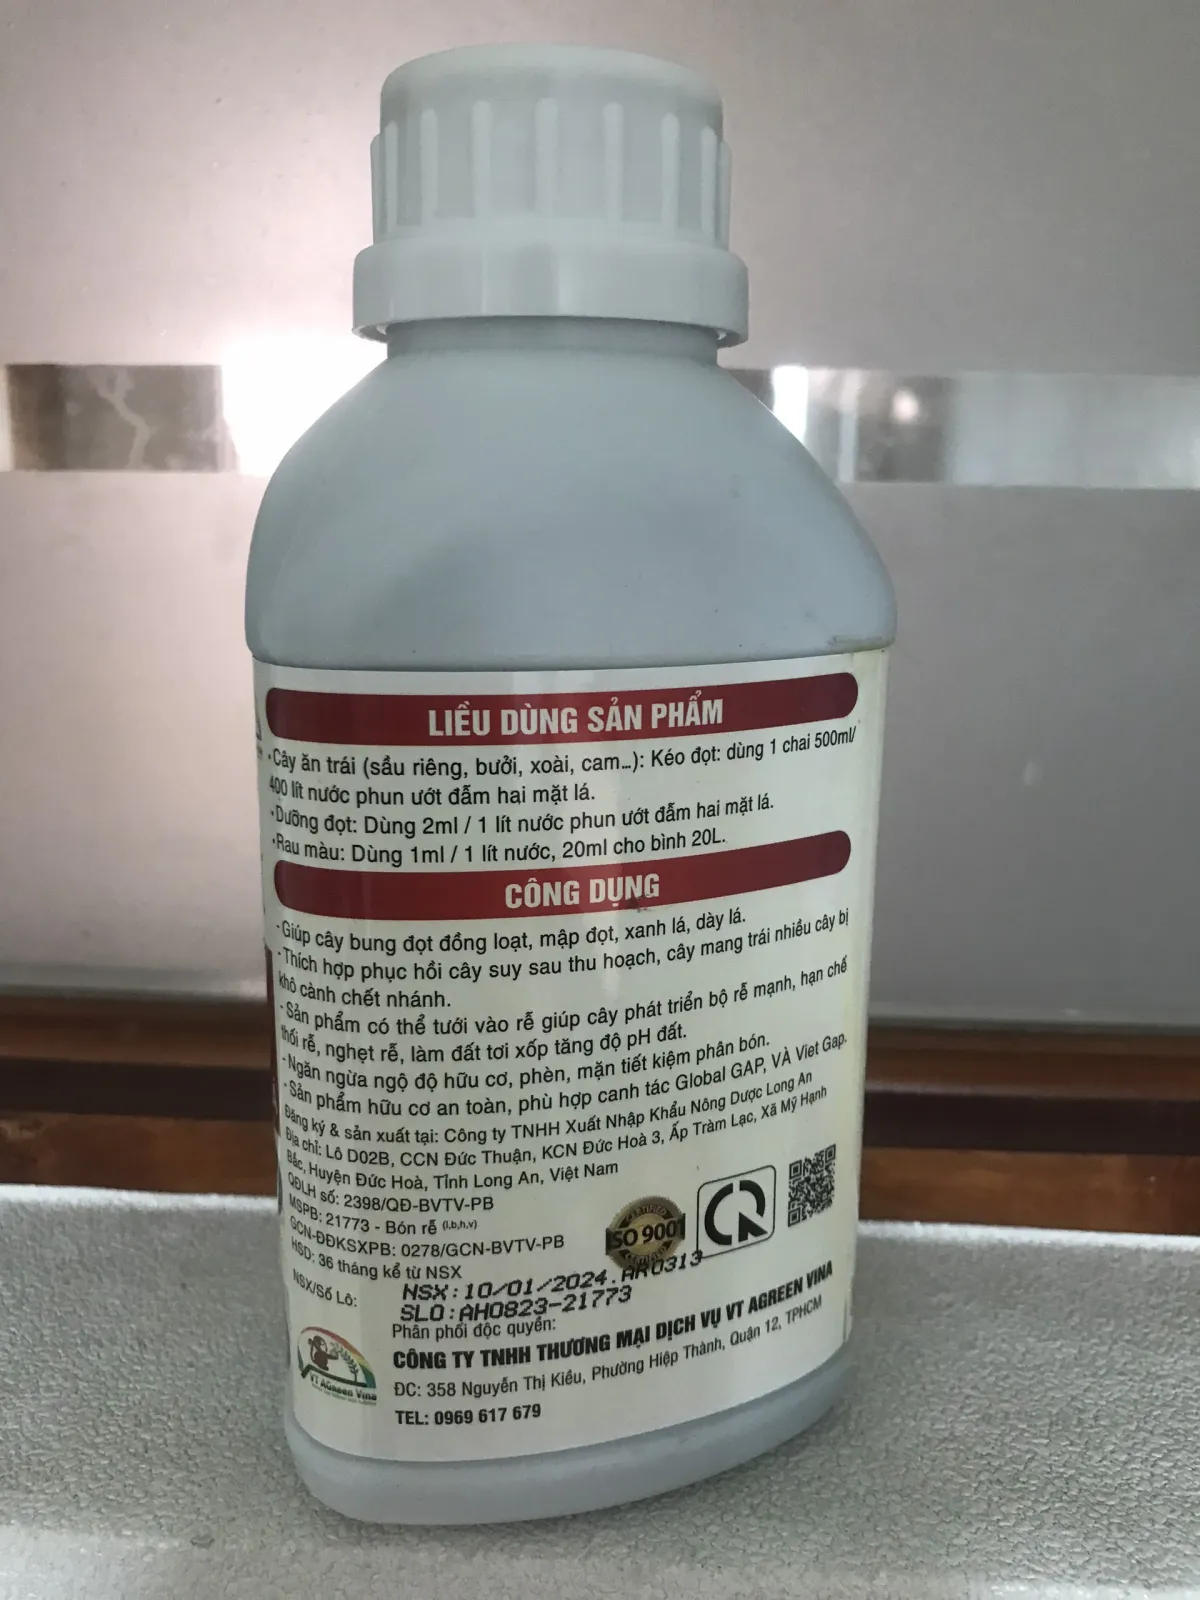 LIỀU DÙNG SẢN PHẨM
•Cây ăn trái (sầu riêng, bưởi, xoài, cam...): Kéo đọt: dùng 1 chai 500ml/
400 lít nước phun ướt đẫm hai mặt lá.
•Dưỡng đọt: Dùng 2ml / 1 lít nước phun ướt đẫm hai mặt lá.
•Rau màu: Dùng 1ml / 1 lít nước, 20ml cho bình 20L.
CÔNG DỤNG
-Giúp cây bung đọt đồng loạt, mập đọt, xanh lá, dày lá.
-Thích hợp phục hồi cây suy sau thu hoạch, cây mang trái nhiều cây bị
khô cành chết nhánh.
-Sản phẩm có thể tưới vào rễ giúp cây phát triển bộ rễ mạnh, hạn chế
thối rễ, nghẹt rễ, làm đất tơi xốp tăng độ pH đất.
-Ngăn ngừa ngộ độ hữu cơ, phèn, mặn tiết kiệm phân bón.
-Sản phẩm hữu cơ an toàn, phù hợp canh tác Global GAP, VÀ Viet Gap.
Đăng ký & sản xuất tại: Công ty TNHH Xuất Nhập Khẩu Nông Dược Long An
Địa chỉ: Lô D02B, CCN Đức Thuận, KCN Đức Hoà 3, Ấp Tràm Lạc, Xã Mỹ Hạnh
Bắc, Huyện Đức Hoà, Tỉnh Long An, Việt Nam
QĐLH số: 2398/QĐ-BVTV-PB
MSPB: 21773 - Bón rễ (l,b,h,v)
GCN-ĐĐKSXPB: 0278/GCN-BVTV-PB
HSD: 36 tháng kể từ NSX
NSX/Số Lô:
NSX:10/01/2024.AR0313
SLO:AH0823-21773
CERTIFIED
ISO 9001
CERTIFIED
Phân phối độc quyền:
CÔNG TY TNHH THƯƠNG MẠI DỊCH VỤ VT AGREEN VINA
ĐC: 358 Nguyễn Thị Kiểu, Phường Hiệp Thành, Quận 12, TPHCM
TEL: 0969 617 679
VT AGreen Vina